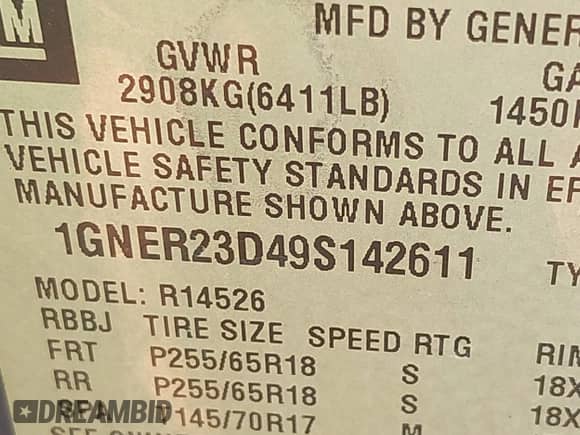 M
MFD BY GENER
GVWR
GA
2908KG(6411LB)
1450
THIS VEHICLE CONFORMS TO ALL A
VEHICLE SAFETY STANDARDS IN EF
MANUFACTURE SHOWN ABOVE.
1GNER23D49S142611
TY
MODEL: R14526
RBBJ TIRE SIZE SPEED RTG RIN
FRT P255/65R18 S 18X
RR P255/65R18 S 18X
145/70R17 M
DREAMBID